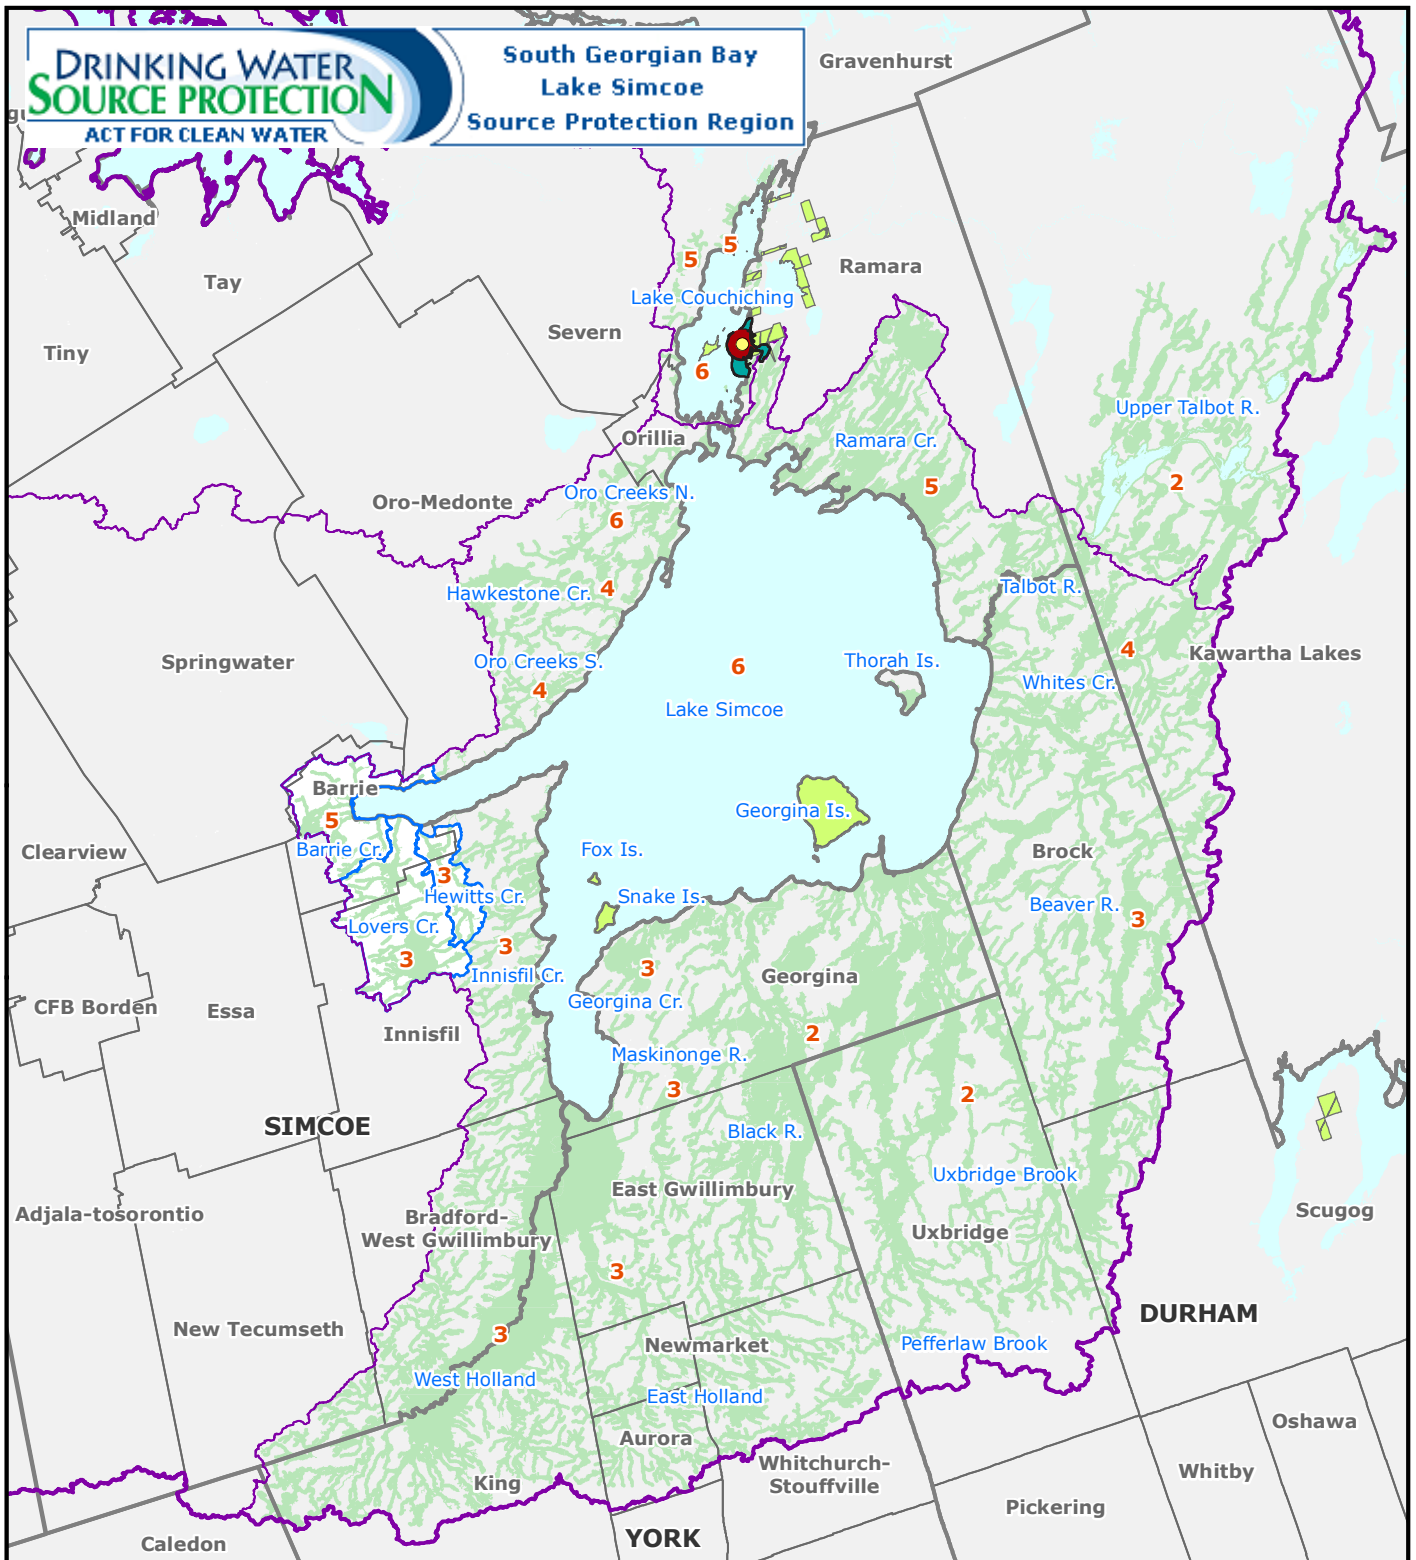 DRINKING WATER
SOURCE PROTECTION
ACT FOR CLEAN WATER
South Georgian Bay
Lake Simcoe
Source Protection Region
Gravenhurst
Midland
Tay
Tiny
Severn
5
5
Ramara
Lake Couchiching
6
Orillia
Ramara Cr.
5
Upper Talbot R.
2
Oro-Medonte
Oro Creeks N.
6
Hawkestone Cr.
4
Talbot R.
Springwater
Oro Creeks S.
4
6
Lake Simcoe
Thorah Is.
4
Kawartha Lakes
Whites Cr.
Barrie
5
Barrie Cr.
Georgina Is.
Clearview
Fox Is.
Brock
3
Hewitts Cr.
Snake Is.
Beaver R.
3
Lovers Cr.
3
3
Innisfil Cr.
3
Georgina
Georgina Cr.
CFB Borden
Essa
Innisfil
2
Maskinonge R.
3
2
SIMCOE
Black R.
Uxbridge Brook
East Gwillimbury
Adjala-tosorontio
Bradford-
West Gwillimbury
Uxbridge
Scugog
3
DURHAM
New Tecumseth
3
Newmarket
Pefferlaw Brook
West Holland
East Holland
Aurora
Oshawa
King
Whitchurch-
Stouffville
Whitby
Pickering
YORK
Caledon